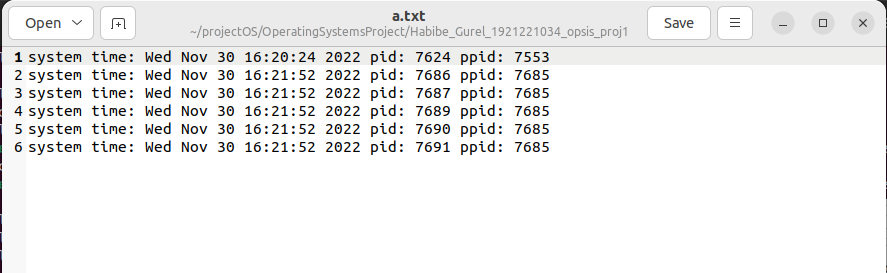 Open
a.txt
~/projectOS/OperatingSystemsProject/Habibe_Gurel_1921221034_opsis_proj1
Save
1 system time: Wed Nov 30 16:20:24 2022 pid: 7624 ppid: 7553
2 system time: Wed Nov 30 16:21:52 2022 pid: 7686 ppid: 7685
3 system time: Wed Nov 30 16:21:52 2022 pid: 7687 ppid: 7685
4 system time: Wed Nov 30 16:21:52 2022 pid: 7689 ppid: 7685
5 system time: Wed Nov 30 16:21:52 2022 pid: 7690 ppid: 7685
6 system time: Wed Nov 30 16:21:52 2022 pid: 7691 ppid: 7685